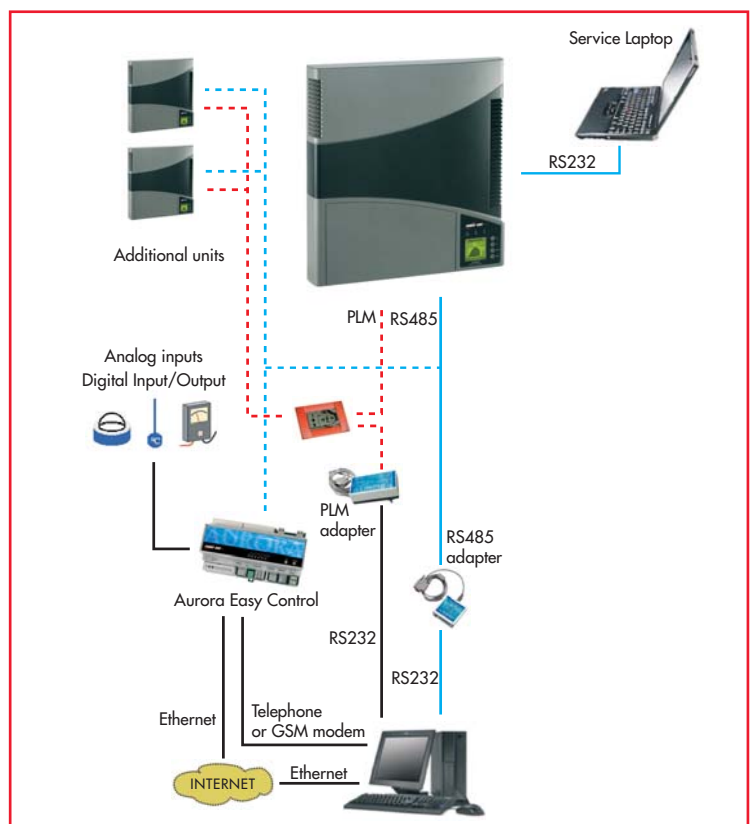 Service Laptop
RS232
Additional units
PLM
RS485
Analog inputs
Digital Input/Output
PLM
adapter
RS485
adapter
AURORA
Aurora Easy Control
RS232
RS232
Ethernet
Telephone
or GSM modem
INTERNET
Ethernet